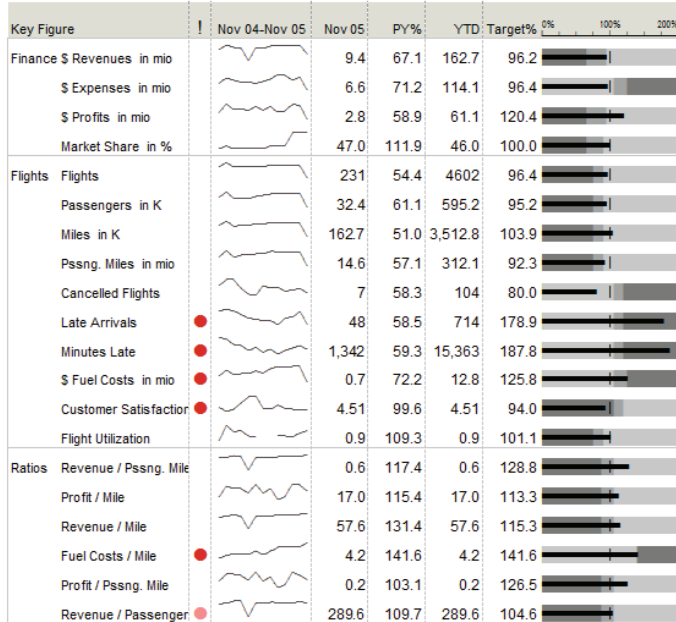 Key Figure ! Nov 04-Nov 05 Nov 05 PY% YTD Target% 0% 100% 200%
Finance $ Revenues in mio 9.4 67.1 162.7 96.2
$ Expenses in mio 6.6 71.2 114.1 96.4
$ Profits in mio 2.8 58.9 61.1 120.4
Market Share in % 47.0 111.9 46.0 100.0
Flights Flights 231 54.4 4602 96.4
Passengers in K 32.4 61.1 595.2 95.2
Miles in K 162.7 51.0 3,512.8 103.9
Pssng. Miles in mio 14.6 57.1 312.1 92.3
Cancelled Flights 7 58.3 104 80.0
Late Arrivals 48 58.5 714 178.9
Minutes Late 1,342 59.3 15,363 187.8
$ Fuel Costs in mio 0.7 72.2 12.8 125.8
Customer Satisfaction 4.51 99.6 4.51 94.0
Flight Utilization 0.9 109.3 0.9 101.1
Ratios Revenue / Pssng. Mile 0.6 117.4 0.6 128.8
Profit / Mile 17.0 115.4 17.0 113.3
Revenue / Mile 57.6 131.4 57.6 115.3
Fuel Costs / Mile 4.2 141.6 4.2 141.6
Profit / Pssng. Mile 0.2 103.1 0.2 126.5
Revenue / Passenger 289.6 109.7 289.6 104.6